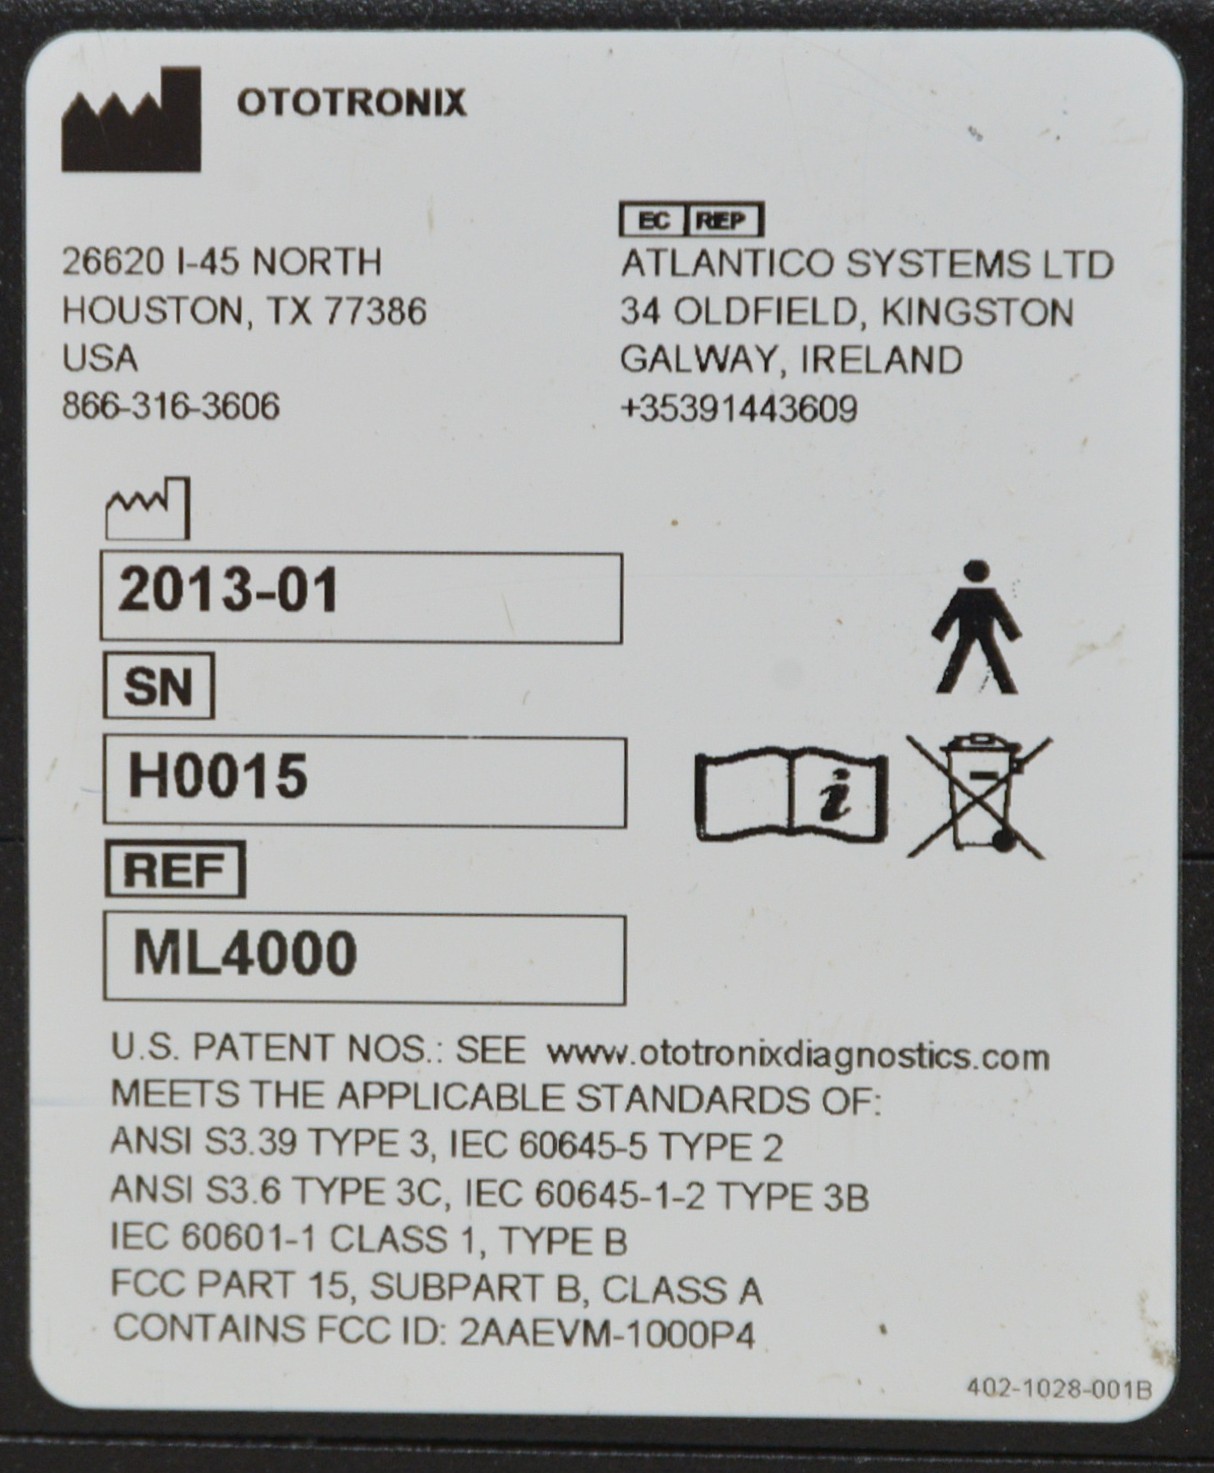 OTOTRONIX
26620 I-45 NORTH
HOUSTON, TX 77386
USA
866-316-3606
EC REP
ATLANTICO SYSTEMS LTD
34 OLDFIELD, KINGSTON
GALWAY, IRELAND
+35391443609
2013-01
SN
H0015
REF
ML4000
i
U.S. PATENT NOS.: SEE www.ototronixdiagnostics.com
MEETS THE APPLICABLE STANDARDS OF:
ANSI S3.39 TYPE 3, IEC 60645-5 TYPE 2
ANSI S3.6 TYPE 3C, IEC 60645-1-2 TYPE 3B
IEC 60601-1 CLASS 1, TYPE B
FCC PART 15, SUBPART B, CLASS A
CONTAINS FCC ID: 2AAEVM-1000P4
402-1028-001B